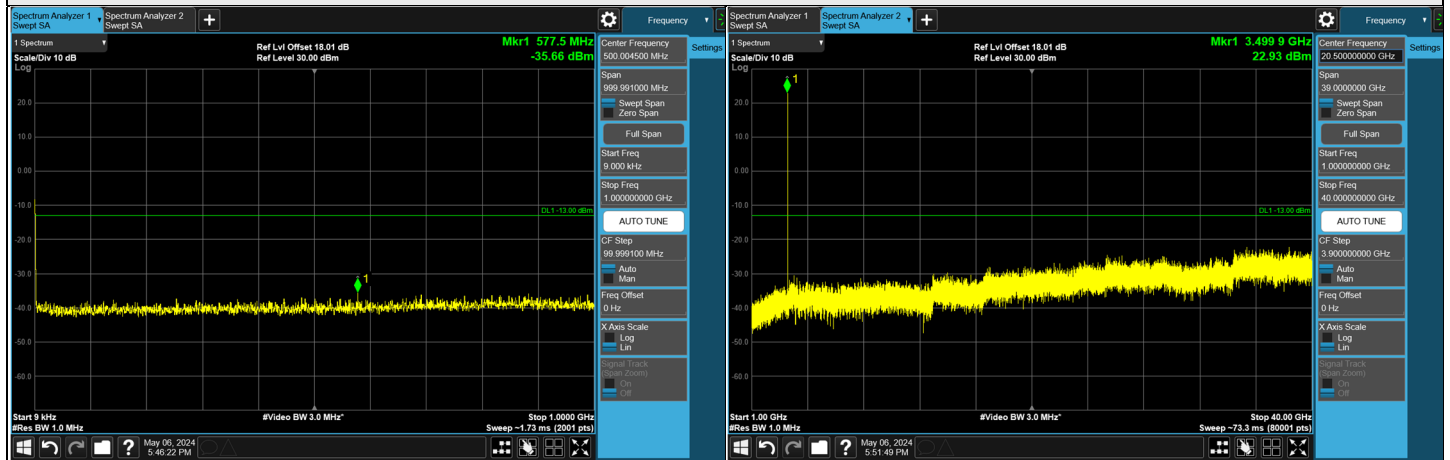 Spectrum Analyzer 1
Swept SA
Spectrum Analyzer 2
Swept SA
+
Frequency
1 Spectrum
Scale/Div 10 dB
Log
Ref Lvl Offset 18.01 dB
Ref Level 30.00 dBm
Mkr1 577.5 MHz
-35.66 dBm
20.0
10.0
0.00
-10.0
-20.0
-30.0
-40.0
-50.0
-60.0
DL1 -13.00 dBm
1
Start 9 kHz
#Res BW 1.0 MHz
#Video BW 3.0 MHz*
Stop 1.0000 GHz
Sweep ~1.73 ms (2001 pts)
Center Frequency
500.004500 MHz
Span
999.991000 MHz
Swept Span
Zero Span
Full Span
Start Freq
9.000 kHz
Stop Freq
1.000000000 GHz
AUTO TUNE
CF Step
99.999100 MHz
Auto
Man
Freq Offset
0 Hz
X Axis Scale
Log
Lin
Signal Track
(Span Zoom)
On
Off
Settings
?
May 06, 2024
5:46:22 PM
Spectrum Analyzer 1
Swept SA
Spectrum Analyzer 2
Swept SA
+
Frequency
1 Spectrum
Scale/Div 10 dB
Log
Ref Lvl Offset 18.01 dB
Ref Level 30.00 dBm
Mkr1 3.499 9 GHz
22.93 dBm
1
20.0
10.0
0.00
-10.0
-20.0
-30.0
-40.0
-50.0
-60.0
DL1 -13.00 dBm
Start 1.00 GHz
#Res BW 1.0 MHz
#Video BW 3.0 MHz*
Stop 40.00 GHz
Sweep ~73.3 ms (80001 pts)
Center Frequency
20.500000000 GHz
Span
39.0000000 GHz
Swept Span
Zero Span
Full Span
Start Freq
1.000000000 GHz
Stop Freq
40.000000000 GHz
AUTO TUNE
CF Step
3.900000000 GHz
Auto
Man
Freq Offset
0 Hz
X Axis Scale
Log
Lin
Signal Track
(Span Zoom)
On
Off
Settings
?
May 06, 2024
5:51:49 PM